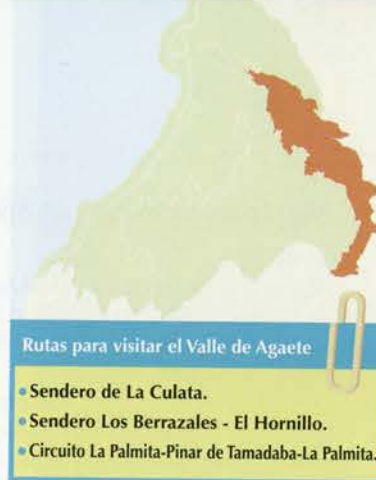 Rutas para visitar el Valle de Agaete
• Sendero de La Culata.
• Sendero Los Berrazales - El Hornillo.
• Circuito La Palmita-Pinar de Tamadaba-La Palmita.